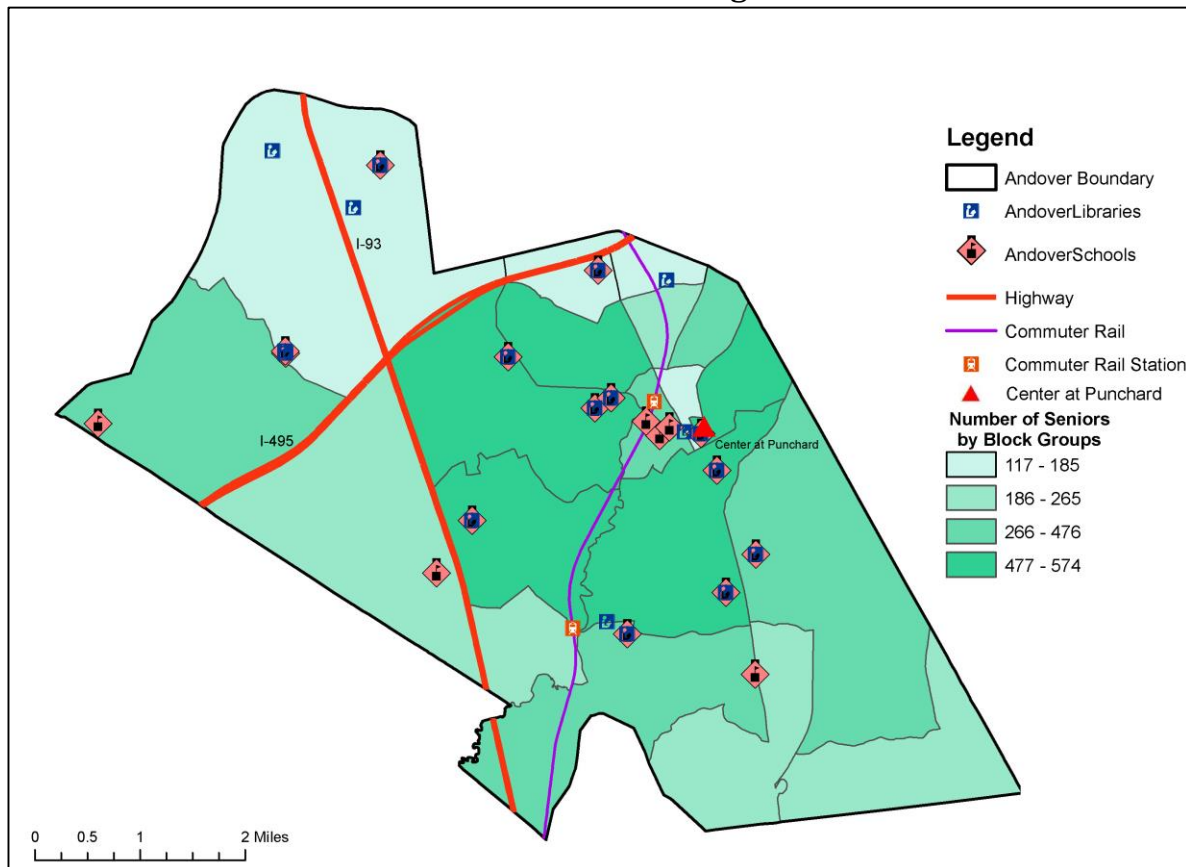 I-93
I-495
Center at Punchard
Legend
Andover Boundary
AndoverLibraries
AndoverSchools
Highway
Commuter Rail
Commuter Rail Station
Center at Punchard
Number of Seniors
by Block Groups
117 - 185
186 - 265
266 - 476
477 - 574
0 0.5 1 2 Miles